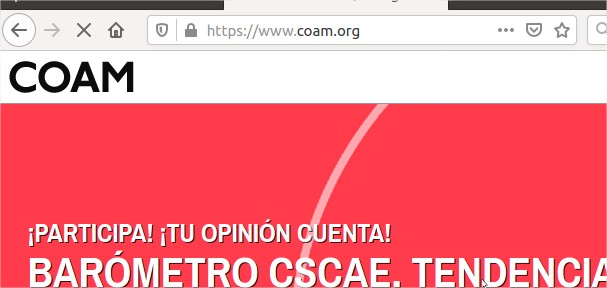 https://www.coam.org
COAM
¡PARTICIPA! ¡TU OPINIÓN CUENTA!
BARÓMETRO CSCAE. TENDENCIA